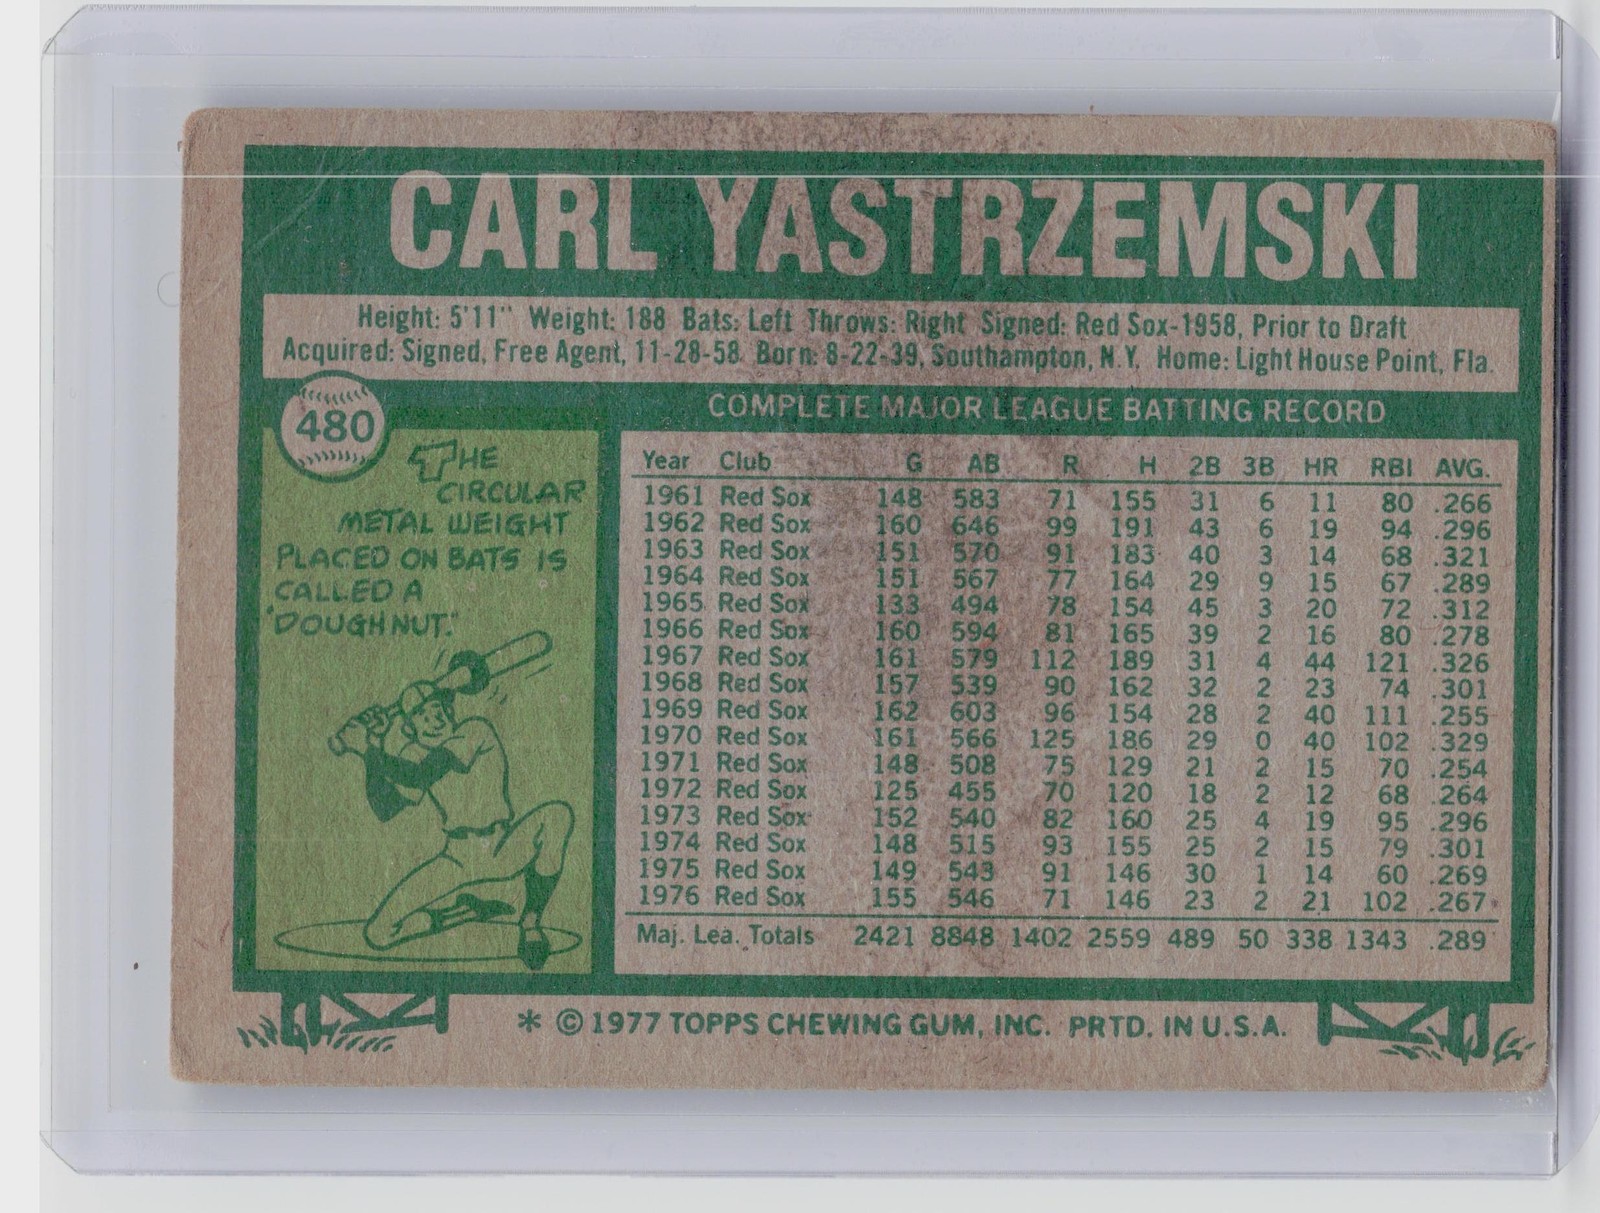 CARL YASTRZEMSKI
Height: 5'11" Weight: 188 Bats: Left Throws: Right Signed: Red Sox-1958, Prior to Draft
Acquired: Signed, Free Agent, 11-28-58 Born: 8-22-39, Southampton, N.Y. Home: Light House Point, Fla.
480
THE
CIRCULAR
METAL WEIGHT
PLACED ON BATS IS
CALLED A
"DOUGHNUT."
COMPLETE MAJOR LEAGUE BATTING RECORD
Year Club G AB R H 2B 3B HR RBI AVG.
1961 Red Sox 148 583 71 155 31 6 11 80 .266
1962 Red Sox 160 646 99 191 43 6 19 94 .296
1963 Red Sox 151 570 91 183 40 3 14 68 .321
1964 Red Sox 151 567 77 164 29 9 15 67 .289
1965 Red Sox 133 494 78 154 45 3 20 72 .312
1966 Red Sox 160 594 81 165 39 2 16 80 .278
1967 Red Sox 161 579 112 189 31 4 44 121 .326
1968 Red Sox 157 539 90 162 32 2 23 74 .301
1969 Red Sox 162 603 96 154 28 2 40 111 .255
1970 Red Sox 161 566 125 186 29 0 40 102 .329
1971 Red Sox 148 508 75 129 21 2 15 70 .254
1972 Red Sox 125 455 70 120 18 2 12 68 .264
1973 Red Sox 152 540 82 160 25 4 19 95 .296
1974 Red Sox 148 515 93 155 25 2 15 79 .301
1975 Red Sox 149 543 91 146 30 1 14 60 .269
1976 Red Sox 155 546 71 146 23 2 21 102 .267
Maj. Lea. Totals 2421 8848 1402 2559 489 50 338 1343 .289
* © 1977 TOPPS CHEWING GUM, INC. PRTD. IN U.S.A.